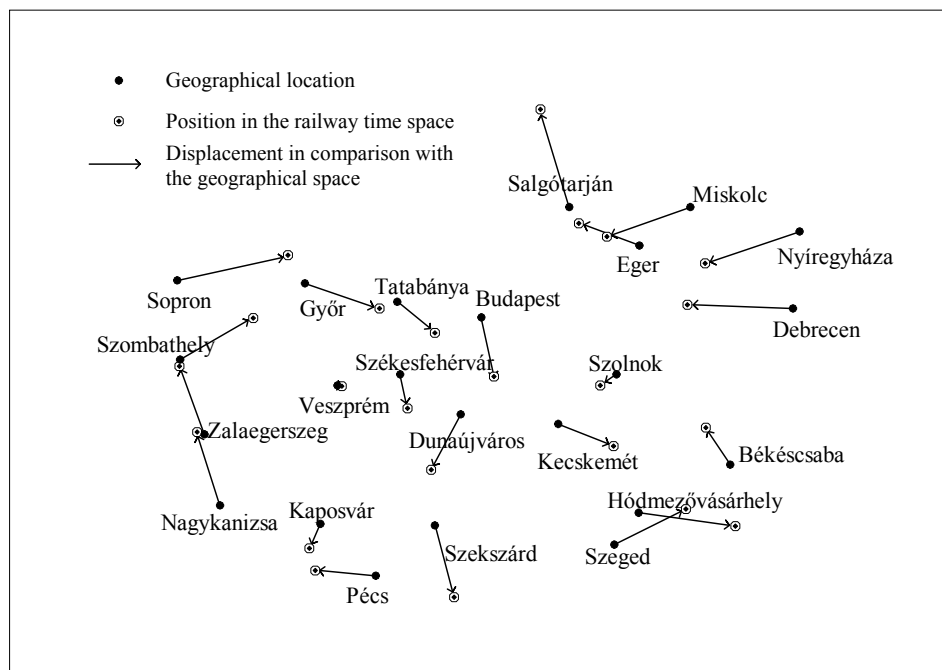 Geographical location
Position in the railway time space
Displacement in comparison with
the geographical space
Salgótarján
Miskolc
Eger
Nyíregyháza
Sopron
Győr
Tatabánya
Budapest
Debrecen
Szombathely
Székesfehérvár
Szolnok
Veszprém
Zalaegerszeg
Dunaújváros
Kecskemét
Békéscsaba
Nagykanizsa
Kaposvár
Hódmezővásárhely
Szekszárd
Szeged
Pécs